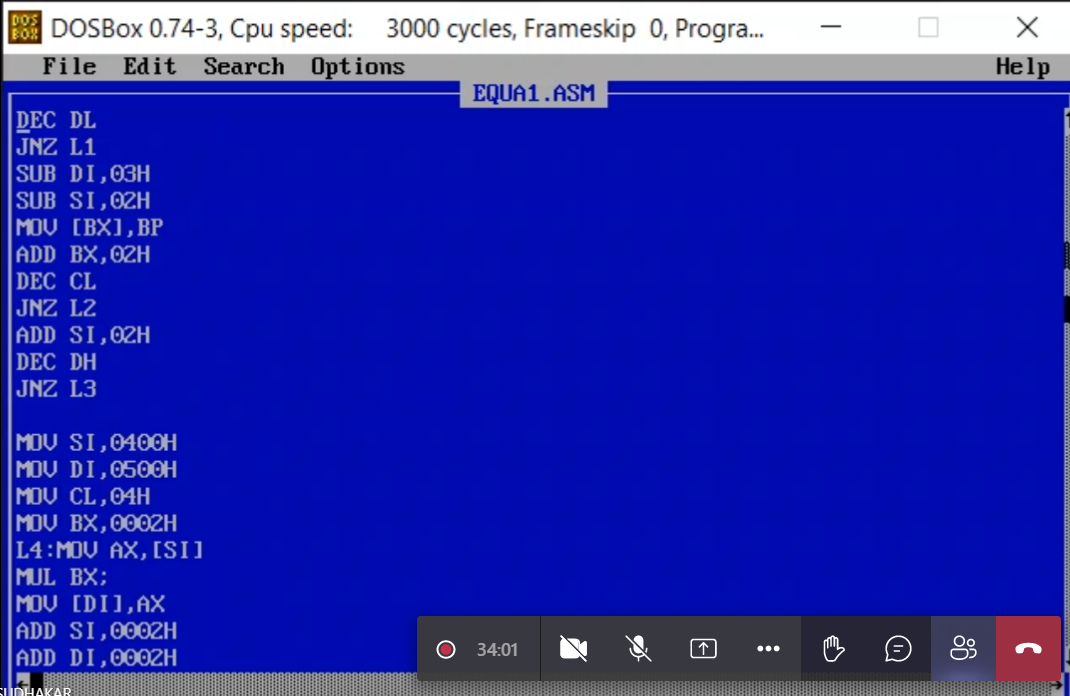 DOS
BOX
DOSBox 0.74-3, Cpu speed: 3000 cycles, Frameskip 0, Progra...
File Edit Search Options Help
EQUA1.ASM
DEC DL
JNZ L1
SUB DI,03H
SUB SI,02H
MOV [BX],BP
ADD BX,02H
DEC CL
JNZ L2
ADD SI,02H
DEC DH
JNZ L3
MOV SI,0400H
MOV DI,0500H
MOV CL,04H
MOV BX,0002H
L4:MOV AX,[SI]
MUL BX;
MOV [DI],AX
ADD SI,0002H
ADD DI,0002H
34:01
SUDHAKAR